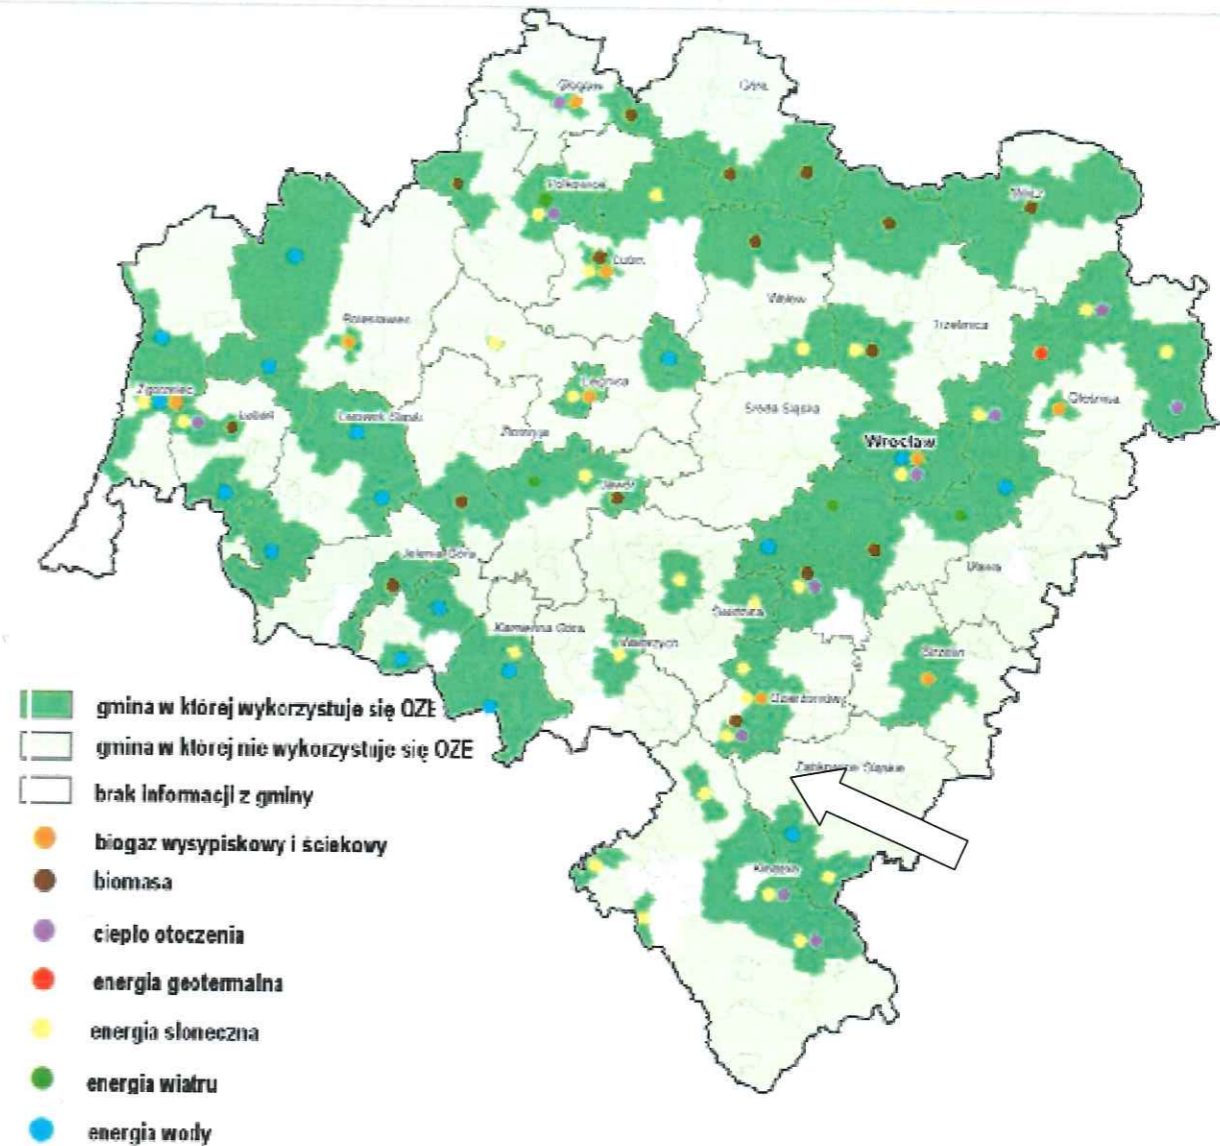 Głogów
Góra
Polkowice
Milicz
Lubin
Wołów
Trzebnica
Bolesławiec
Zgorzelec
Lubań
Lwówek Śląski
Legnica
Złotoryja
Środa Śląska
Oleśnica
Wrocław
Jawor
Jelenia Góra
Oława
Świdnica
Kamienna Góra
Wałbrzych
Strzelin
Dzierżoniów
Ząbkowice Śląskie
Kłodzko
gmina w której wykorzystuje się OZE
gmina w której nie wykorzystuje się OZE
brak informacji z gminy
biogaz wysypiskowy i ściekowy
biomasa
ciepło otoczenia
energia geotermalna
energia słoneczna
energia wiatru
energia wody